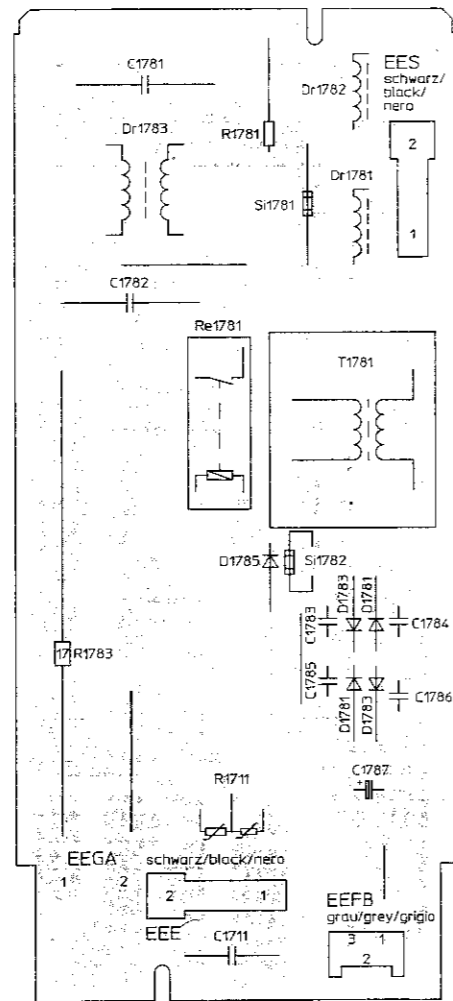 C1781
EES
schwarz/
black/
nero
Dr1782
Dr1783
R1781
2
Dr1781
Si1781
1
C1782
Re1781
T1781
D1785
Si1782
D1783
D1781
C1783
C1784
17 R1783
C1785
C1786
D1781
D1783
C1787
R1711
EEGA
schwarz/black/nero
1
2
2
1
EEE
EEFB
grau/grey/grigio
3 1
2
C1711